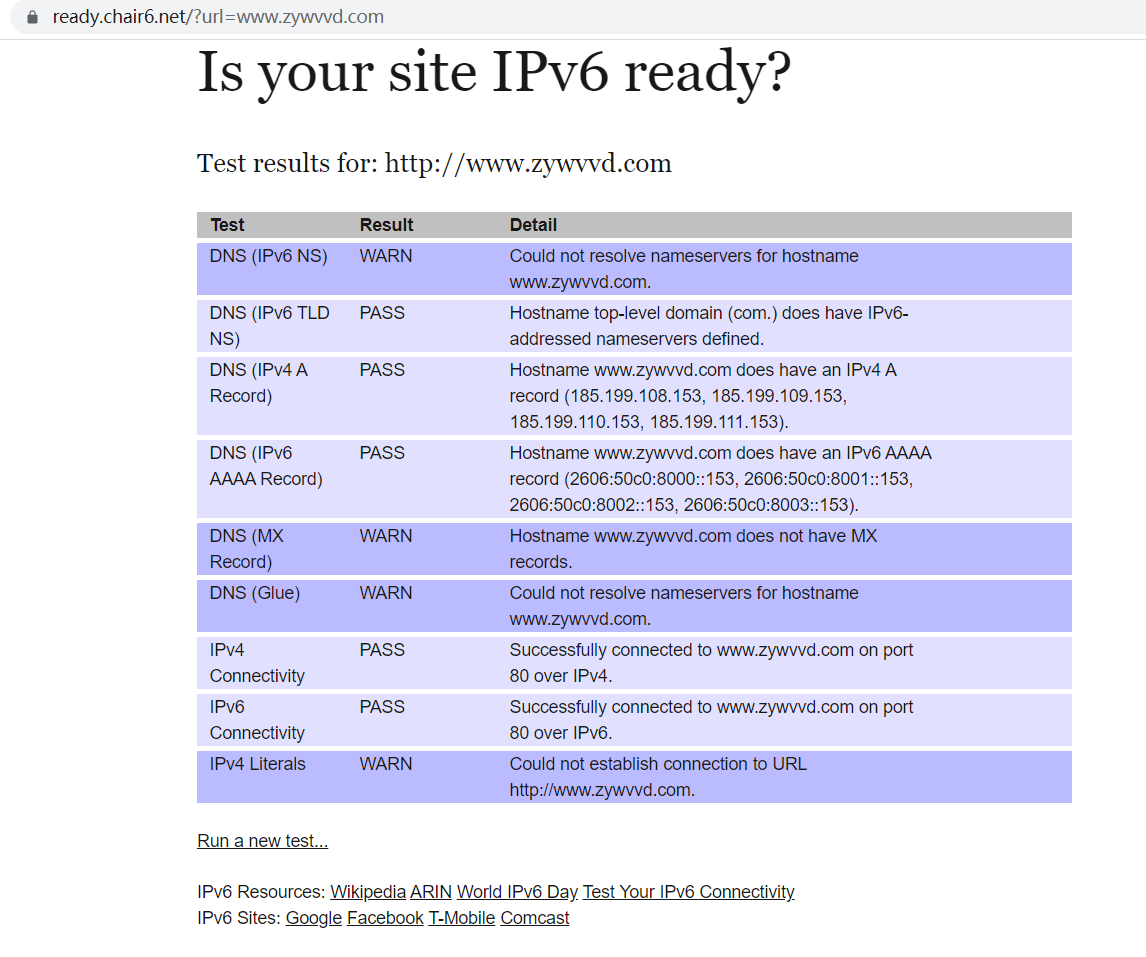 ready.chair6.net/?url=www.zywvvd.com
Is your site IPv6 ready?
Test results for: http://www.zywvvd.com
Test Result Detail
DNS (IPv6 NS) WARN Could not resolve nameservers for hostname
www.zywvvd.com.
DNS (IPv6 TLD PASS Hostname top-level domain (com.) does have IPv6-
NS) addressed nameservers defined.
DNS (IPv4 A PASS Hostname www.zywvvd.com does have an IPv4 A
Record) record (185.199.108.153, 185.199.109.153,
185.199.110.153, 185.199.111.153).
DNS (IPv6 PASS Hostname www.zywvvd.com does have an IPv6 AAAA
AAAA Record) record (2606:50c0:8000::153, 2606:50c0:8001::153,
2606:50c0:8002::153, 2606:50c0:8003::153).
DNS (MX WARN Hostname www.zywvvd.com does not have MX
Record) records.
DNS (Glue) WARN Could not resolve nameservers for hostname
www.zywvvd.com.
IPv4 PASS Successfully connected to www.zywvvd.com on port
Connectivity 80 over IPv4.
IPv6 PASS Successfully connected to www.zywvvd.com on port
Connectivity 80 over IPv6.
IPv4 Literals WARN Could not establish connection to URL
http://www.zywvvd.com.
Run a new test...
IPv6 Resources: Wikipedia ARIN World IPv6 Day Test Your IPv6 Connectivity
IPv6 Sites: Google Facebook T-Mobile Comcast